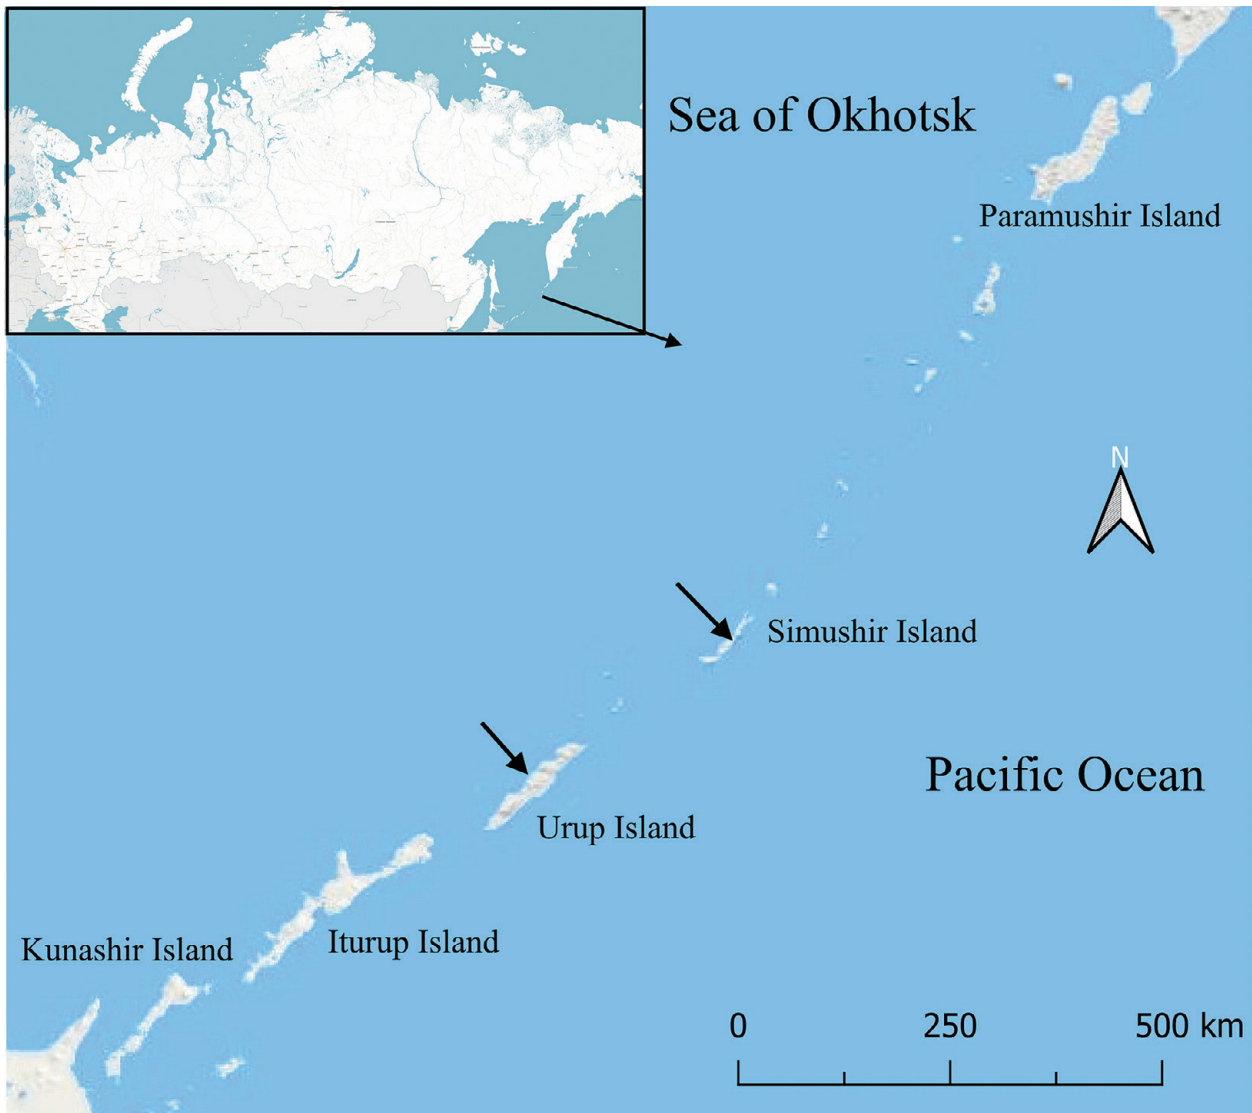 Sea of Okhotsk
Paramushir Island
N
Simushir Island
Pacific Ocean
Urup Island
Kunashir Island
Iturup Island
0 250 500 km